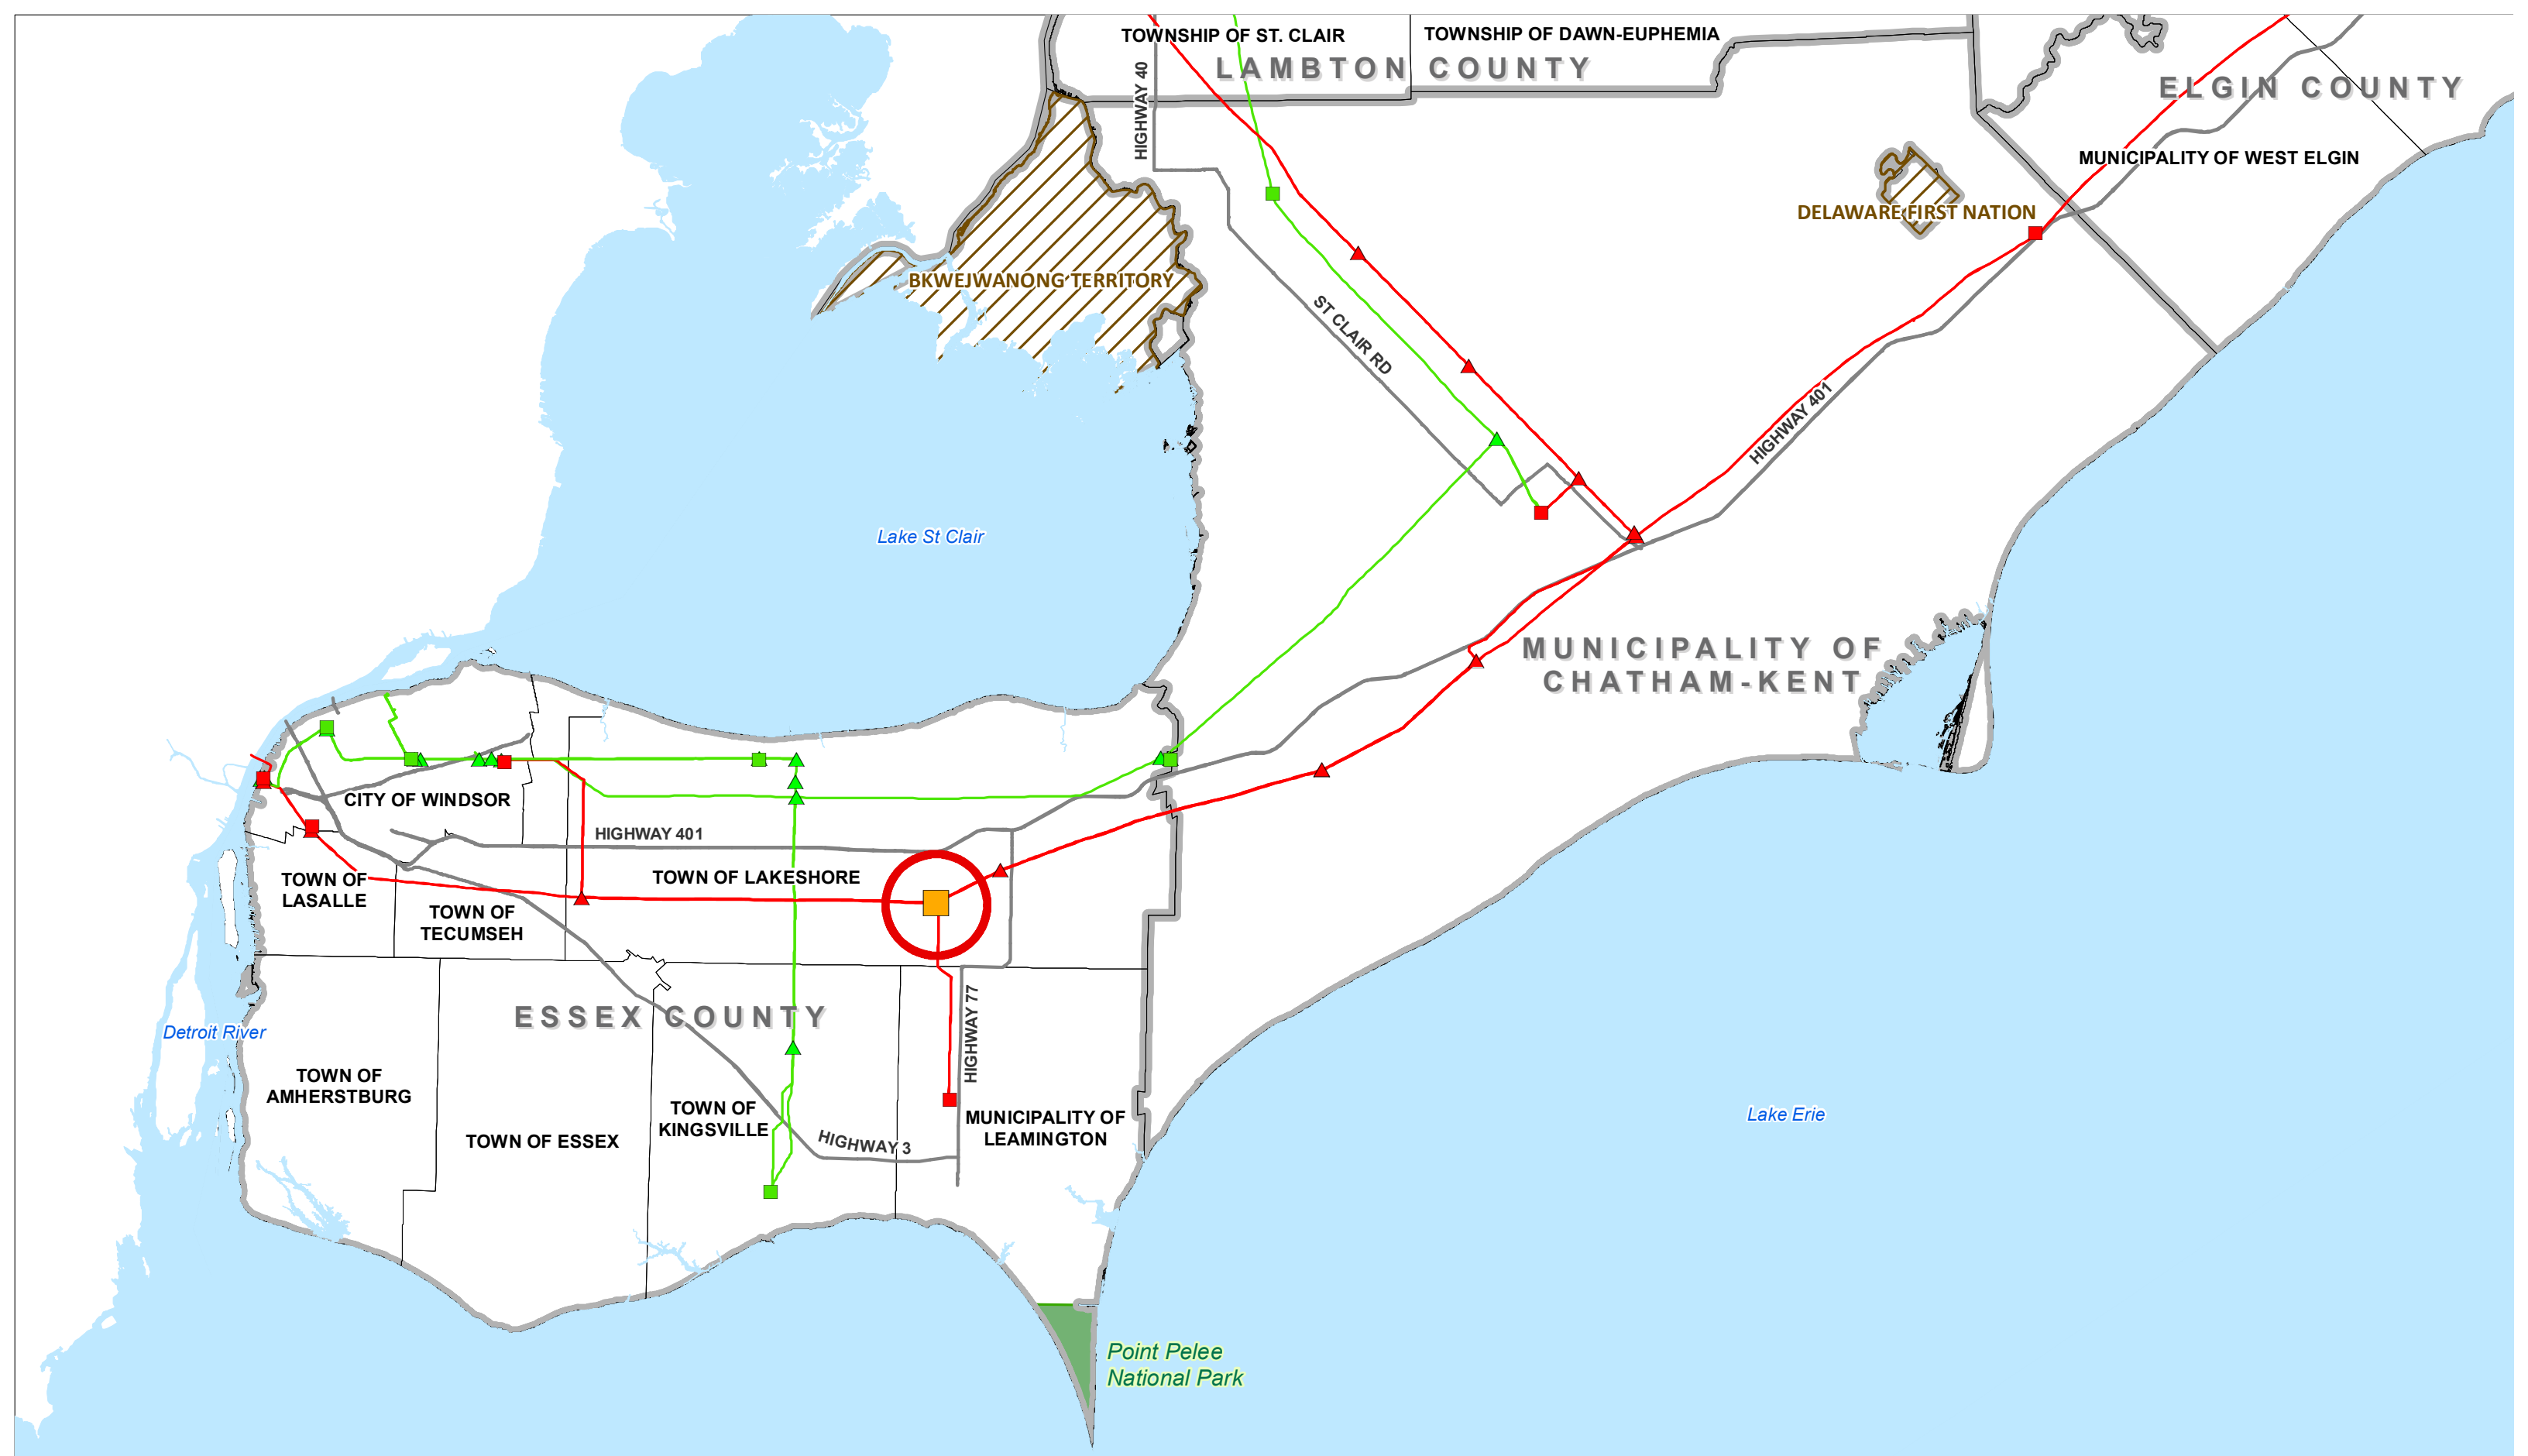 TOWNSHIP OF ST. CLAIR
TOWNSHIP OF DAWN-EUPHEMIA
LAMBTON COUNTY
HIGHWAY 40
ELGIN COUNTY
MUNICIPALITY OF WEST ELGIN
DELAWARE FIRST NATION
BKWEJWANONG TERRITORY
ST CLAIR RD
HIGHWAY 401
Lake St Clair
MUNICIPALITY OF
CHATHAM-KENT
CITY OF WINDSOR
HIGHWAY 401
TOWN OF
LASALLE
TOWN OF LAKESHORE
TOWN OF
TECUMSEH
ESSEX COUNTY
HIGHWAY 77
Detroit River
TOWN OF
AMHERSTBURG
TOWN OF ESSEX
TOWN OF
KINGSVILLE
HIGHWAY 3
MUNICIPALITY OF
LEAMINGTON
Lake Erie
Point Pelee
National Park